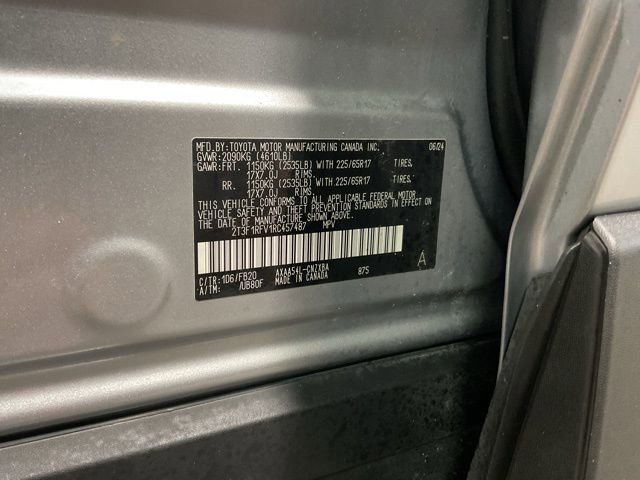 MFD.BY:TOYOTA MOTOR MANUFACTURING CANADA INC. 06/24
GVWR:2090KG (4610LB)
GAWR:FRT. 1150KG (2535LB) WITH 225/65R17 TIRES,
17X7.0J RIMS.
RR. 1150KG (2535LB) WITH 225/65R17 TIRES,
17X7.0J RIMS.
THIS VEHICLE CONFORMS TO ALL APPLICABLE FEDERAL MOTOR
VEHICLE SAFETY AND THEFT PREVENTION STANDARDS IN EFFECT ON
THE DATE OF MANUFACTURE SHOWN ABOVE.
2T3F1RFV1RC457487 MPV
C/TR:1D6/FB20 AXAA54L-CNZXBA 875 A
A/TM: /UB80F MADE IN CANADA